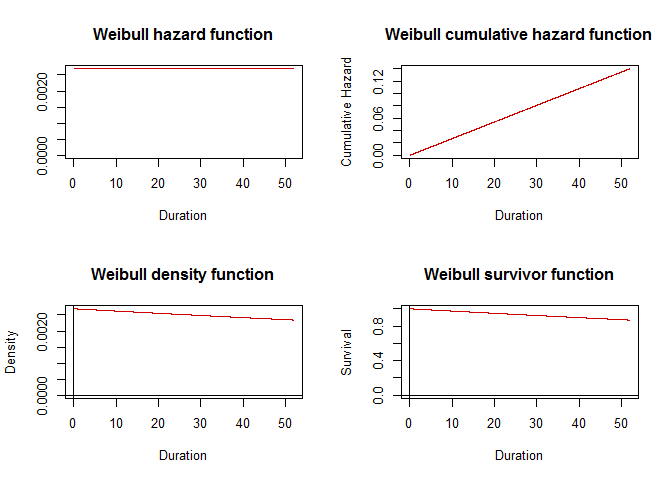 Weibull hazard function
0.0020
0.0000
0 10 20 30 40 50
Duration
Weibull cumulative hazard function
Cumulative Hazard
0.12
0.06
0.00
0 10 20 30 40 50
Duration
Weibull density function
Density
0.0020
0.0000
0 10 20 30 40 50
Duration
Weibull survivor function
Survival
0.8
0.4
0.0
0 10 20 30 40 50
Duration